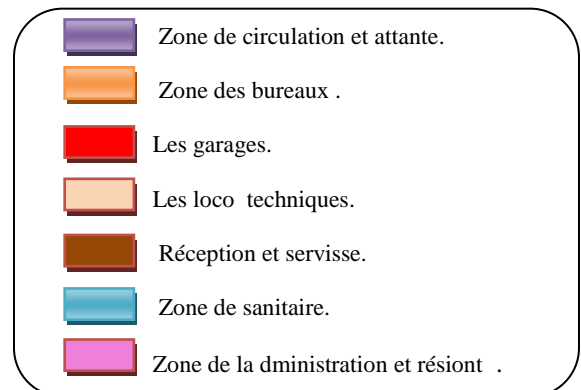 Zone de circulation et attante.
Zone des bureaux .
Les garages.
Les loco techniques.
Réception et servisse.
Zone de sanitaire.
Zone de la dministration et résiont .